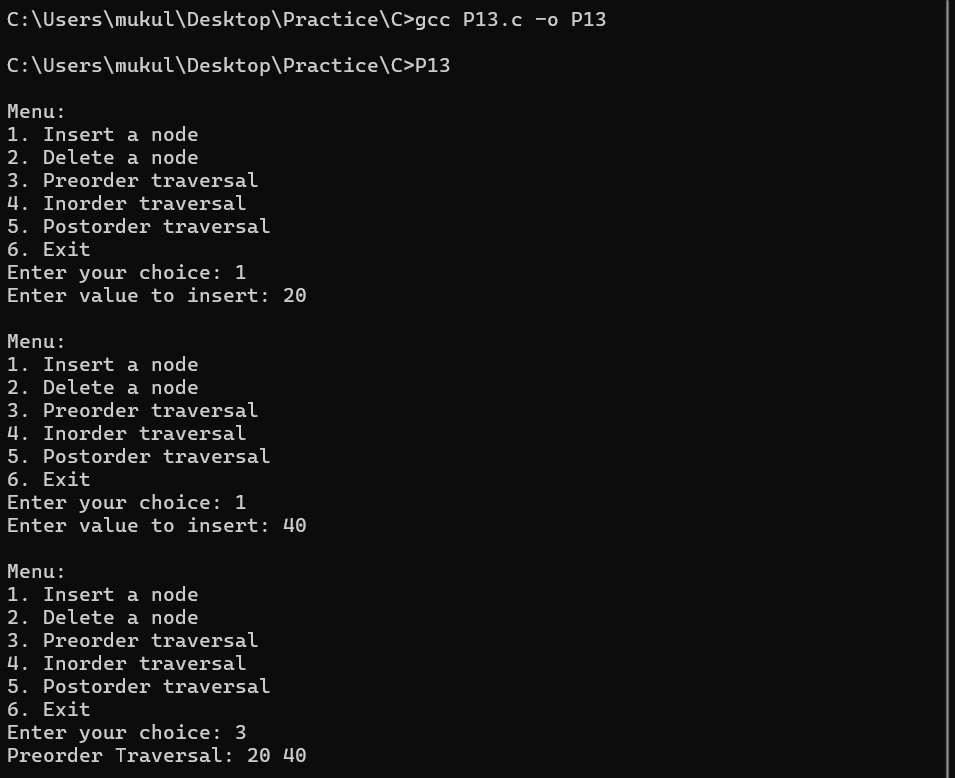 C:\Users\mukul\Desktop\Practice\C>gcc P13.c -o P13
C:\Users\mukul\Desktop\Practice\C>P13
Menu:
1. Insert a node
2. Delete a node
3. Preorder traversal
4. Inorder traversal
5. Postorder traversal
6. Exit
Enter your choice: 1
Enter value to insert: 20
Menu:
1. Insert a node
2. Delete a node
3. Preorder traversal
4. Inorder traversal
5. Postorder traversal
6. Exit
Enter your choice: 1
Enter value to insert: 40
Menu:
1. Insert a node
2. Delete a node
3. Preorder traversal
4. Inorder traversal
5. Postorder traversal
6. Exit
Enter your choice: 3
Preorder Traversal: 20 40